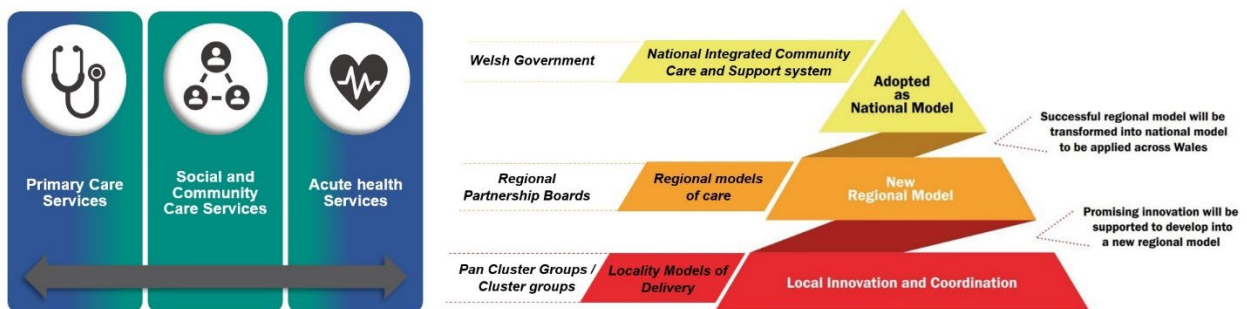 Primary Care
Services
Social and
Community
Care Services
Acute health
Services
Welsh Government
National Integrated Community
Care and Support system
Adopted
as
National Model
Successful regional model will be
transformed into national model
to be applied across Wales
Regional
Partnership Boards
Regional models
of care
New
Regional Model
Promising innovation will be
supported to develop into
a new regional model
Pan Cluster Groups /
Cluster groups
Locality Models of
Delivery
Local Innovation and Coordination